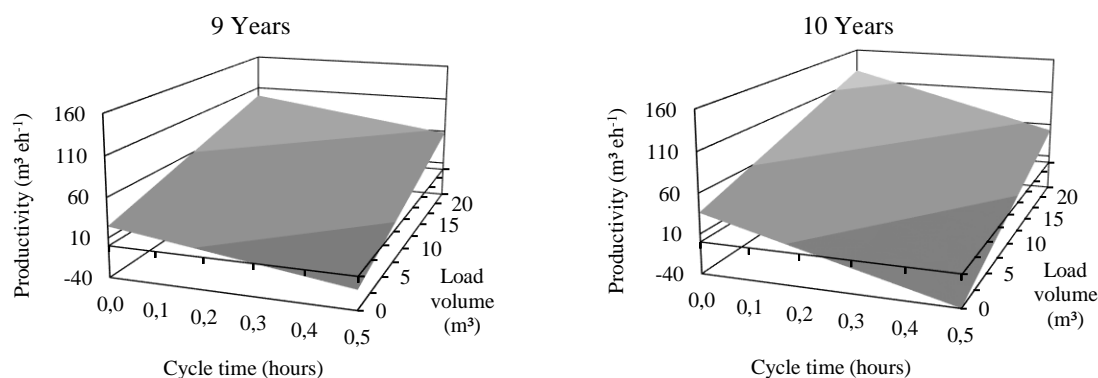 9 Years
160
110
60
10
-40
Productivity (m³ eh⁻¹)
0,0
0,1
0,2
0,3
0,4
0,5
Cycle time (hours)
0
5
10
15
20
Load
volume
(m³)
10 Years
160
110
60
10
-40
Productivity (m³ eh⁻¹)
0,0
0,1
0,2
0,3
0,4
0,5
Cycle time (hours)
0
5
10
15
20
Load
volume
(m³)